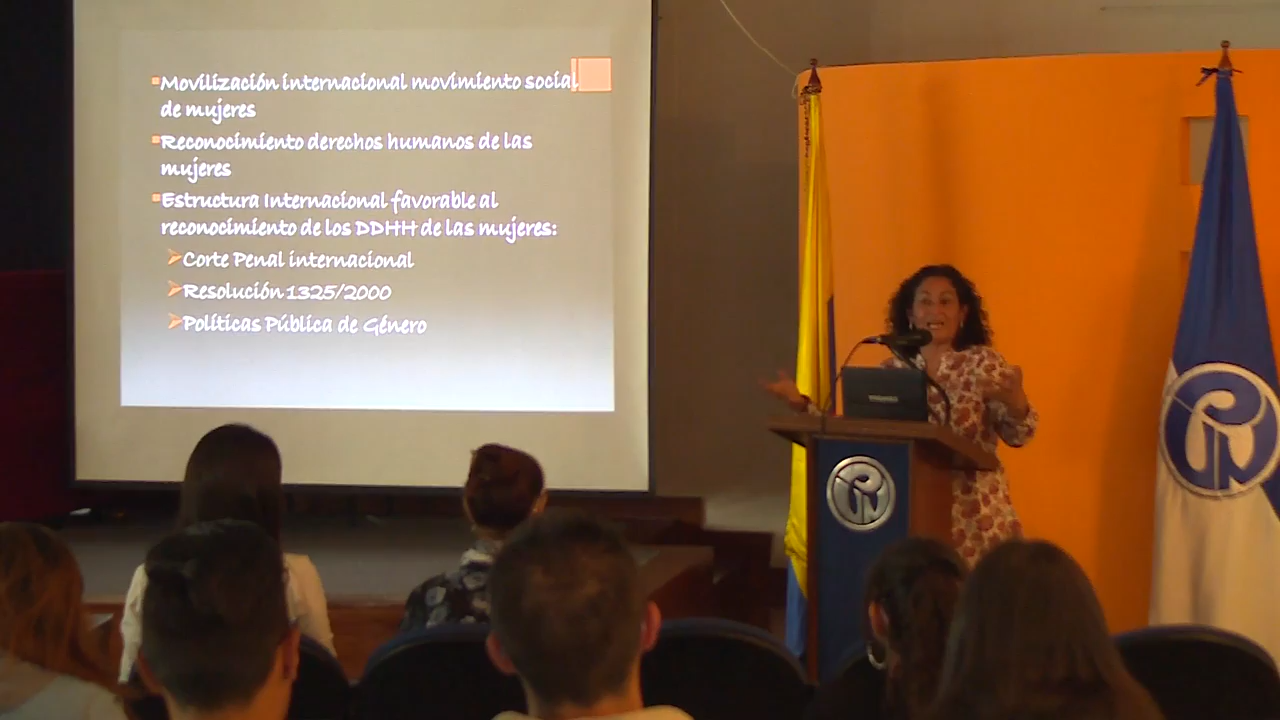 Movilización internacional movimiento social
de mujeres
Reconocimiento derechos humanos de las
mujeres
Estructura Internacional favorable al
reconocimiento de los DDHH de las mujeres:
Corte Penal internacional
Resolución 1325/2000
Políticas Pública de Género